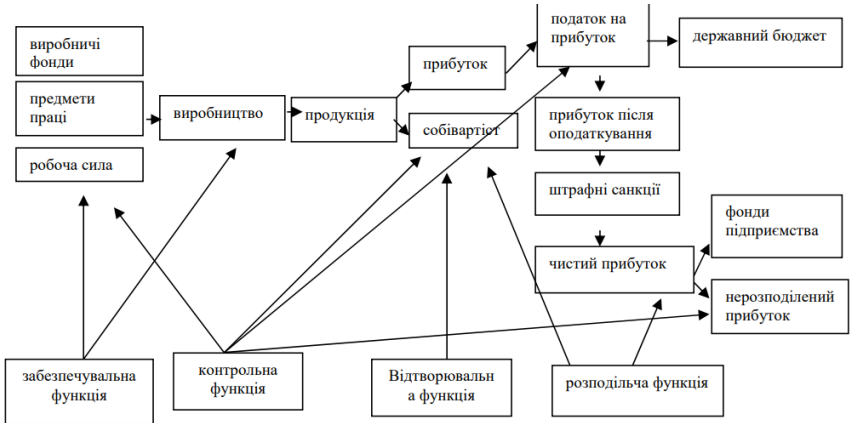 виробничі
фонди
предмети
праці
робоча сила
виробництво
продукція
прибуток
собівартіст
податок на
прибуток
державний бюджет
прибуток після
оподаткування
штрафні санкції
чистий прибуток
фонди
підприємства
нерозподілений
прибуток
забезпечувальна
функція
контрольна
функція
Відтворювальн
а функція
розподільча функція